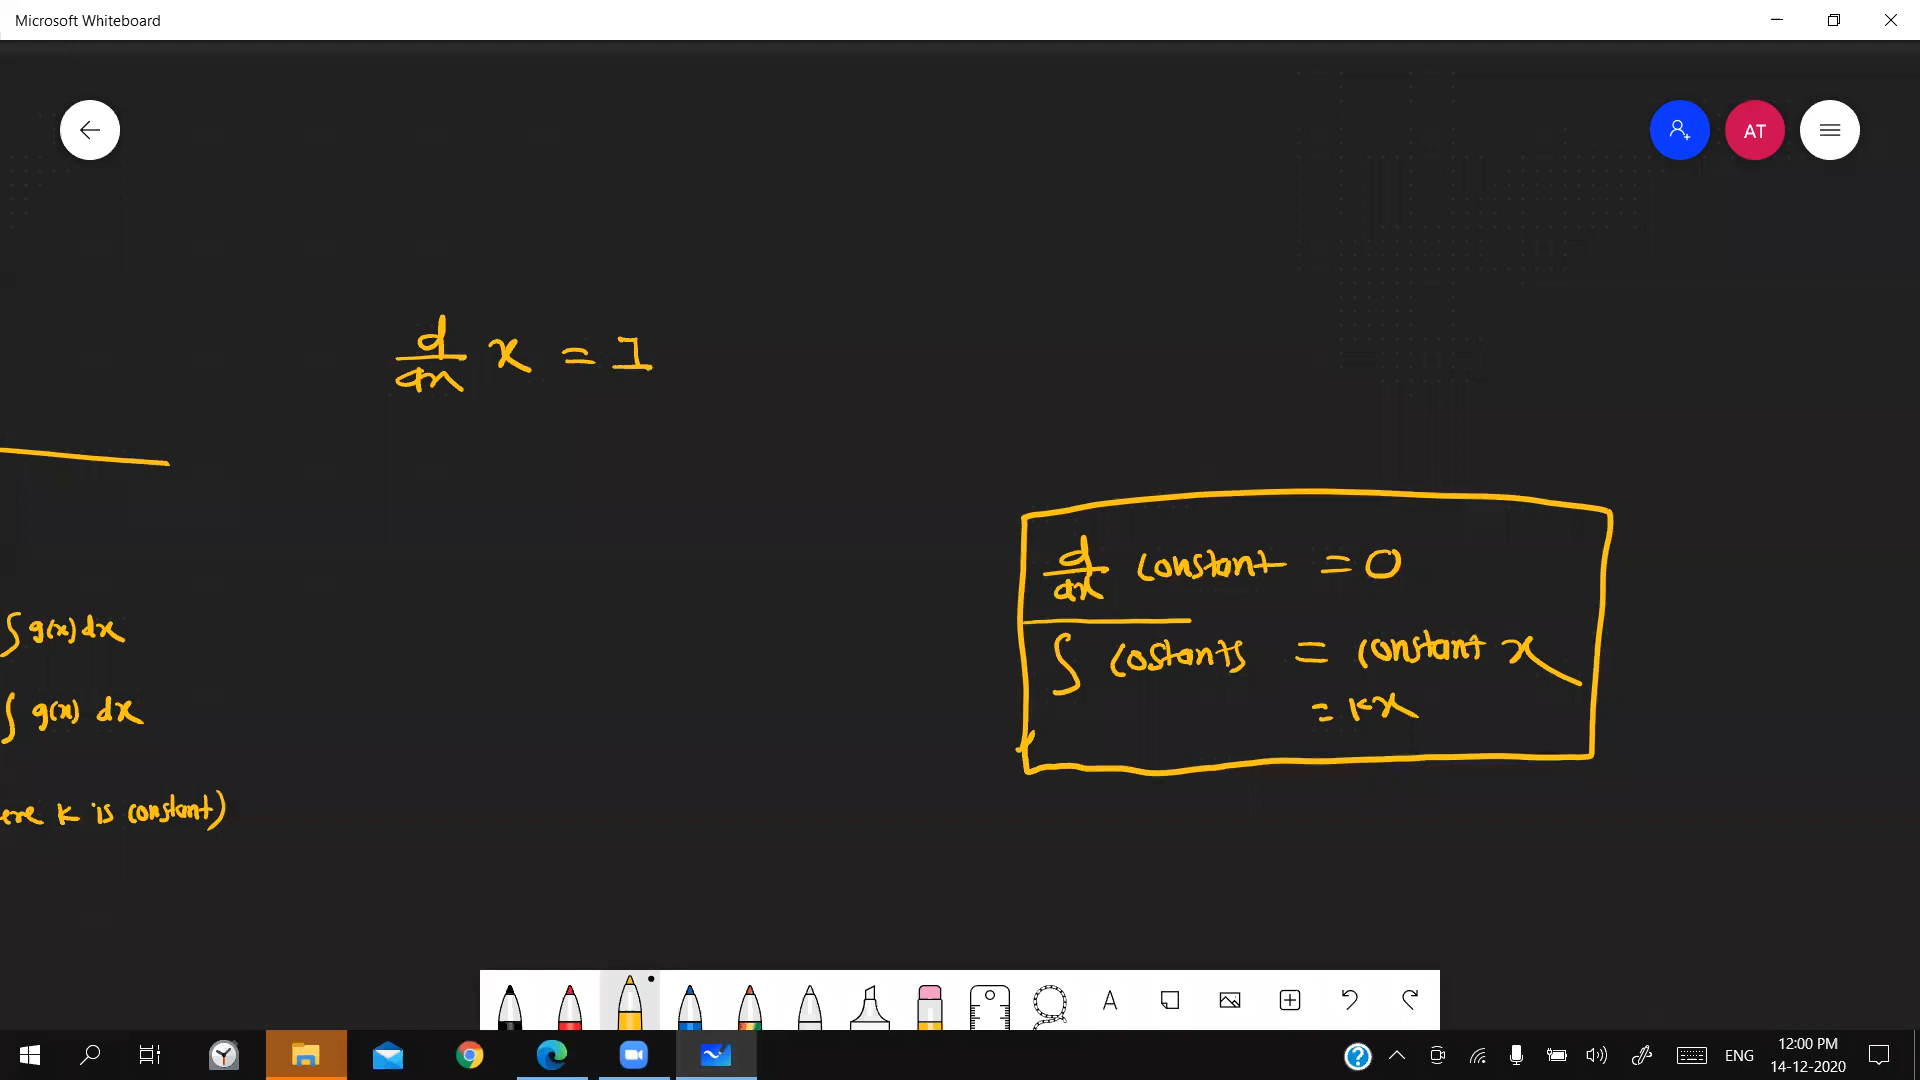 Microsoft Whiteboard
AT
d/dx x = 1
d/dx constant = 0
∫ costants = constant x
= kx
∫ g(x) dx
∫ g(x) dx
ere k is constant)
A
ENG
12:00 PM
14-12-2020